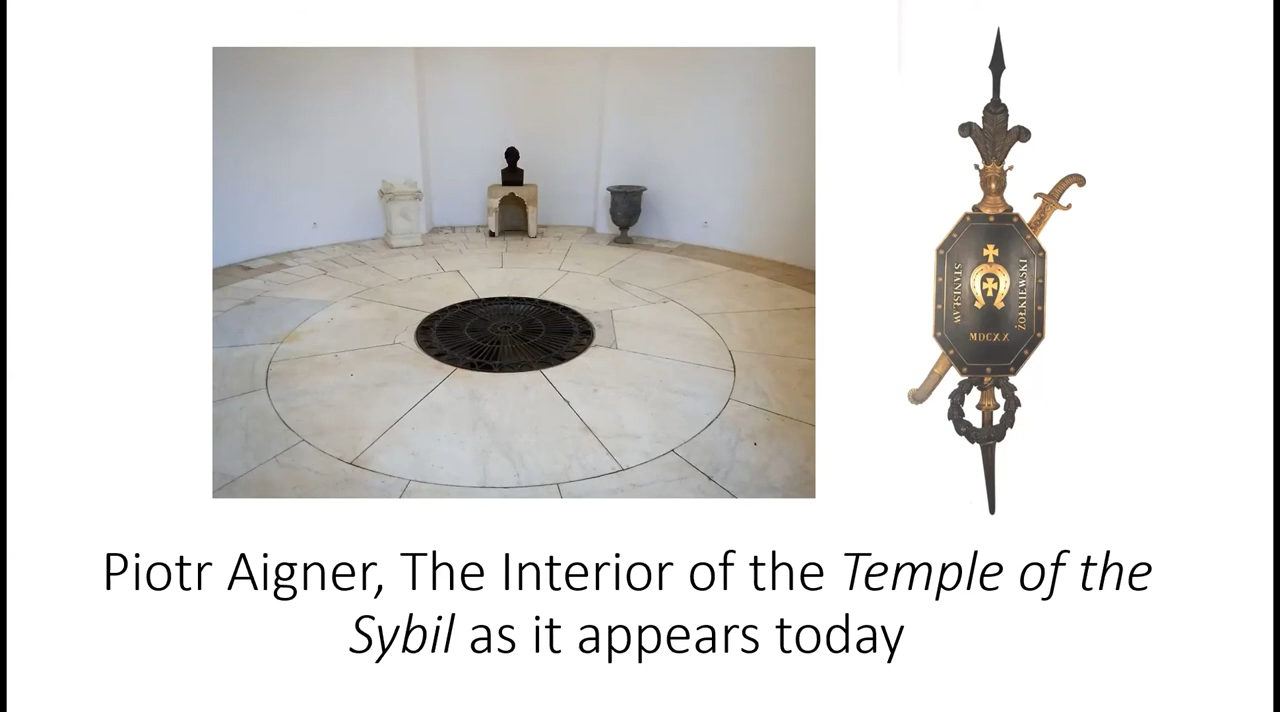 STANISŁAW
ŻOŁKIEWSKI
MDCXX
Piotr Aigner, The Interior of the Temple of the
Sybil as it appears today